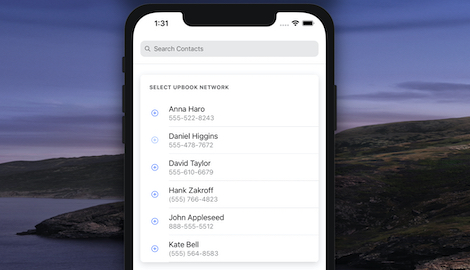 1:31
Search Contacts
SELECT UPBOOK NETWORK
Anna Haro
555-522-8243
Daniel Higgins
555-478-7672
David Taylor
555-610-6679
Hank Zakroff
(555) 766-4823
John Appleseed
888-555-5512
Kate Bell
(555) 564-8583